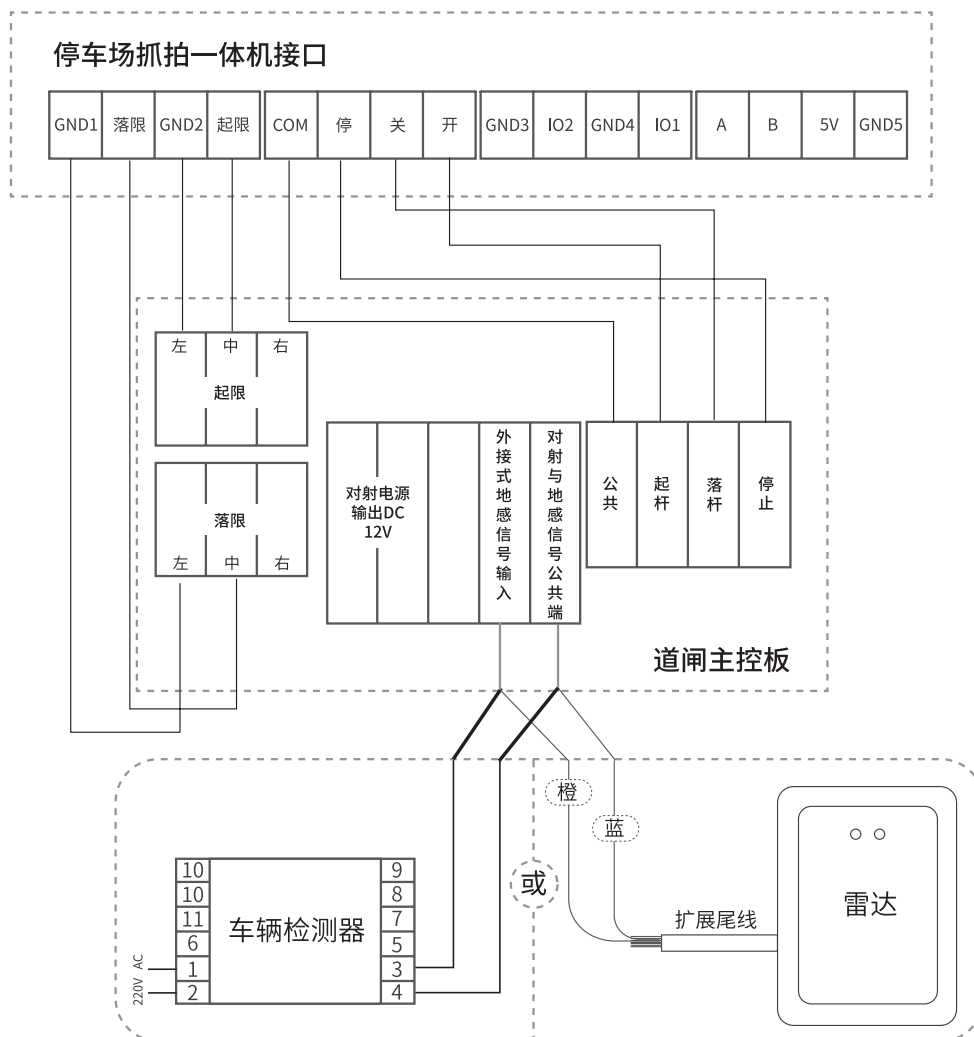 停车场抓拍一体机接口
GND1 落限 GND2 起限 COM 停 关 开 GND3 IO2 GND4 IO1 A B 5V GND5
左 中 右
起限
落限
左 中 右
对射电源
输出DC
12V
外接式地感信号输入
对射与地感信号公共端
公共
起杆
落杆
停止
道闸主控板
橙
蓝
或
10
10
11
6
1
2
220V AC
车辆检测器
9
8
7
5
3
4
扩展尾线
雷达